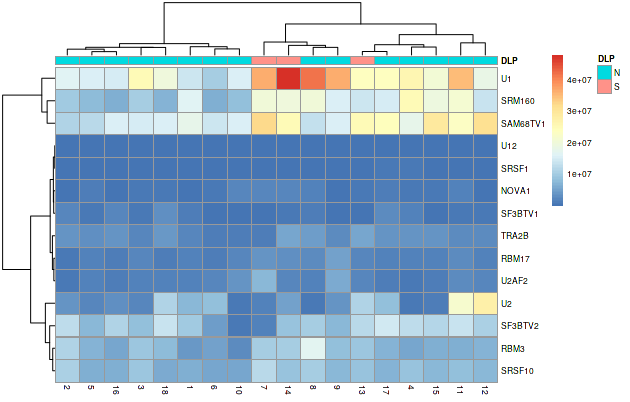 DLP
U1
SRM160
SAM68TV1
U12
SRSF1
NOVA1
SF3BTV1
TRA2B
RBM17
U2AF2
U2
SF3BTV2
RBM3
SRSF10
2 5 16 3 18 1 6 10 7 14 8 9 13 17 4 15 11 12
4e+07
3e+07
2e+07
1e+07
DLP
N
S